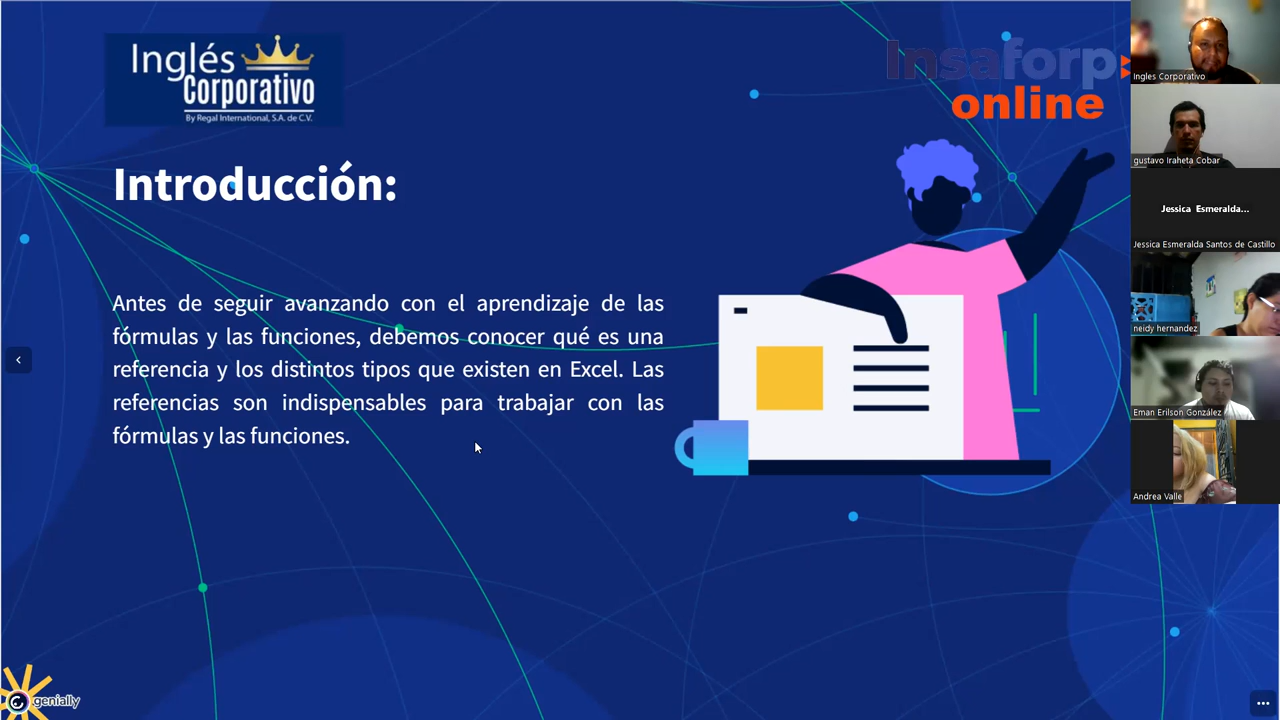 Inglés
Corporativo
By Regal International, S.A. de C.V.
Insaforp
online
Introducción:
Antes de seguir avanzando con el aprendizaje de las
fórmulas y las funciones, debemos conocer qué es una
referencia y los distintos tipos que existen en Excel. Las
referencias son indispensables para trabajar con las
fórmulas y las funciones.
Ingles Corporativo
gustavo Iraheta Cobar
Jessica Esmeralda...
Jessica Esmeralda Santos de Castillo
neidy hernandez
Eman Erilson González
Andrea Valle
genially